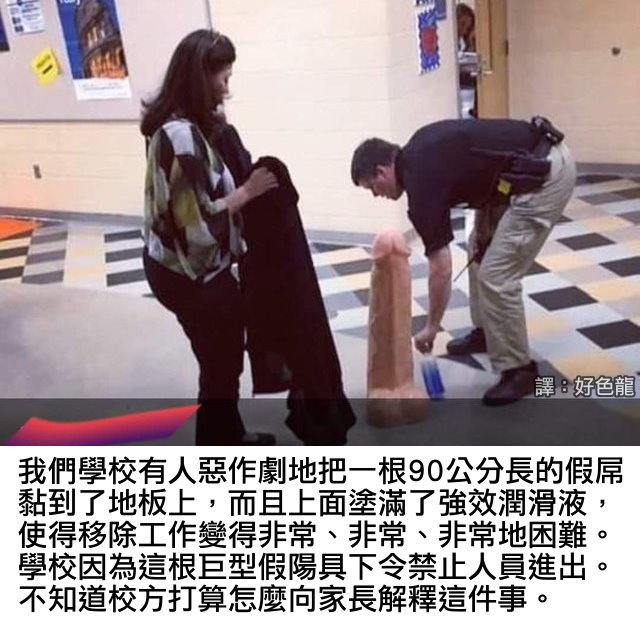 譯：好色龍
我們學校有人惡作劇地把一根90公分長的假屌
黏到了地板上，而且上面塗滿了強效潤滑液，
使得移除工作變得非常、非常、非常地困難。
學校因為這根巨型假陽具下令禁止人員進出。
不知道校方打算怎麼向家長解釋這件事。